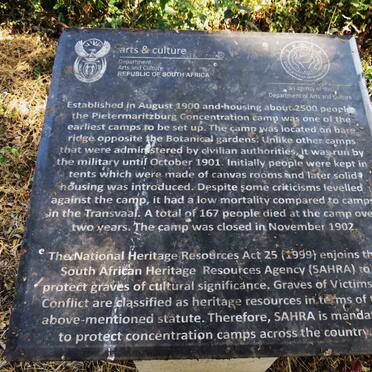 arts & culture
Department
Arts and Culture
REPUBLIC OF SOUTH AFRICA
an agency of the
Department of Arts and Culture
Established in August 1900 and housing about 2500 people
the Pietermaritzburg Concentration camp was one of the
earliest camps to be set up. The camp was located on bare
ridge opposite the Botanical gardens. Unlike other camps
that were administered by civilian authorities, it was run by
the military until October 1901. Initially people were kept in
tents which were made of canvas rooms and later solid
housing was introduced. Despite some criticisms levelled
against the camp, it had a low mortality compared to camps
in the Transvaal. A total of 167 people died at the camp over
two years. The camp was closed in November 1902.
The National Heritage Resources Act 25 (1999) enjoins the
South African Heritage Resources Agency (SAHRA) to
protect graves of cultural significance. Graves of Victims
Conflict are classified as heritage resources in terms of the
above-mentioned statute. Therefore, SAHRA is mandated
to protect concentration camps across the country.